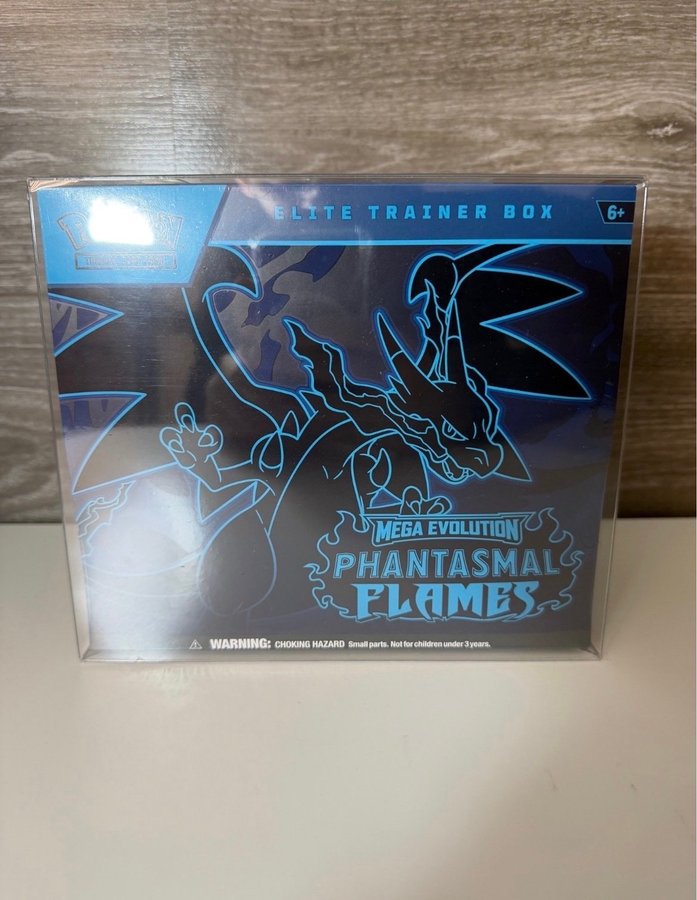 ELITE TRAINER BOX
6+
MEGA EVOLUTION
PHANTASMAL
FLAMES
WARNING: CHOKING HAZARD Small parts. Not for children under 3 years.